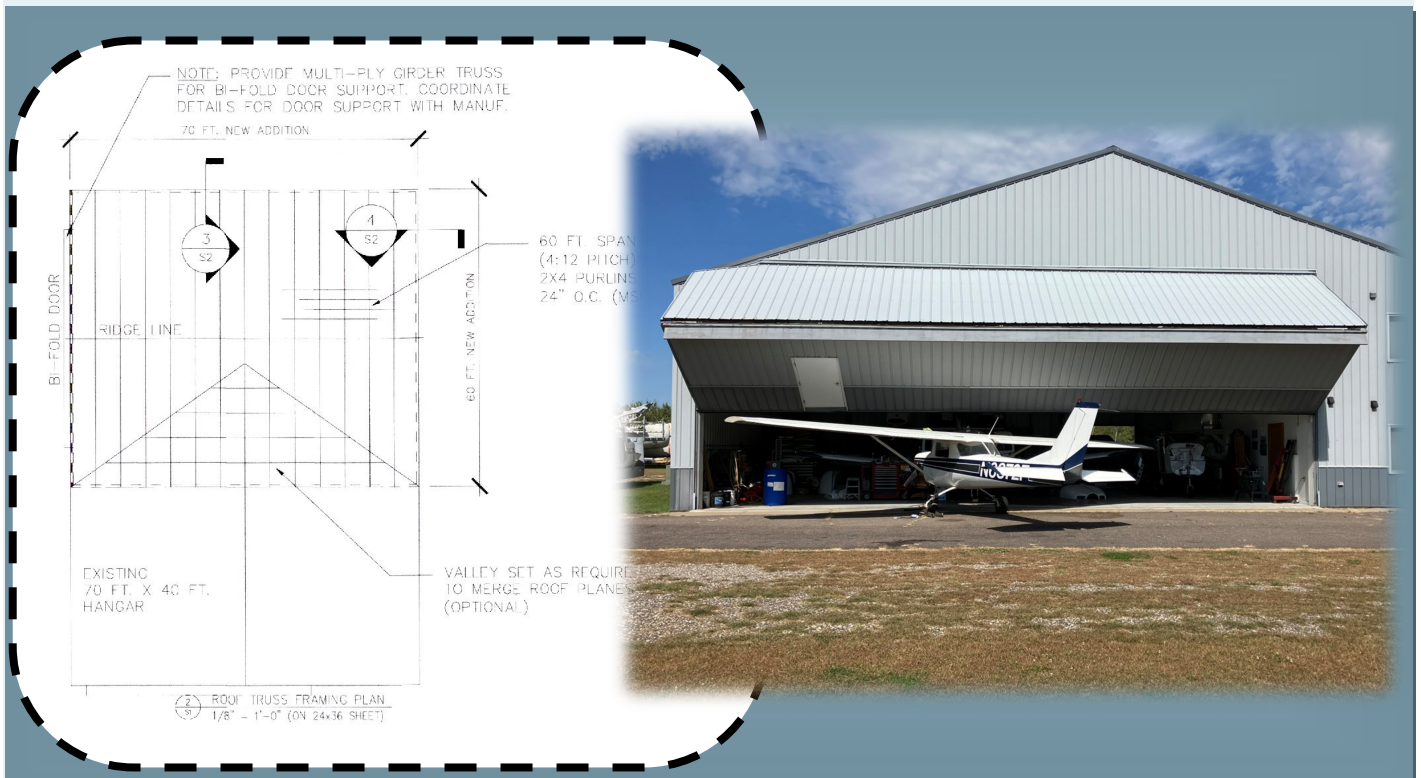 NOTE: PROVIDE MULTI-PLY GIRDER TRUSS
FOR BI-FOLD DOOR SUPPORT. COORDINATE
DETAILS FOR DOOR SUPPORT WITH MANUF.
70 FT. NEW ADDITION
3
S2
4
S2
60 FT. SPAN
(4:12 PITCH)
2X4 PURLINS
24" O.C.
BI-FOLD DOOR
RIDGE LINE
60 FT. NEW ADDITION
EXISTING
70 FT. X 40 FT.
HANGAR
VALLEY SET AS REQUIRE
TO MERGE ROOF PLANES
(OPTIONAL)
2
S1
ROOF TRUSS FRAMING PLAN
1/8" = 1'-0" (ON 24x36 SHEET)